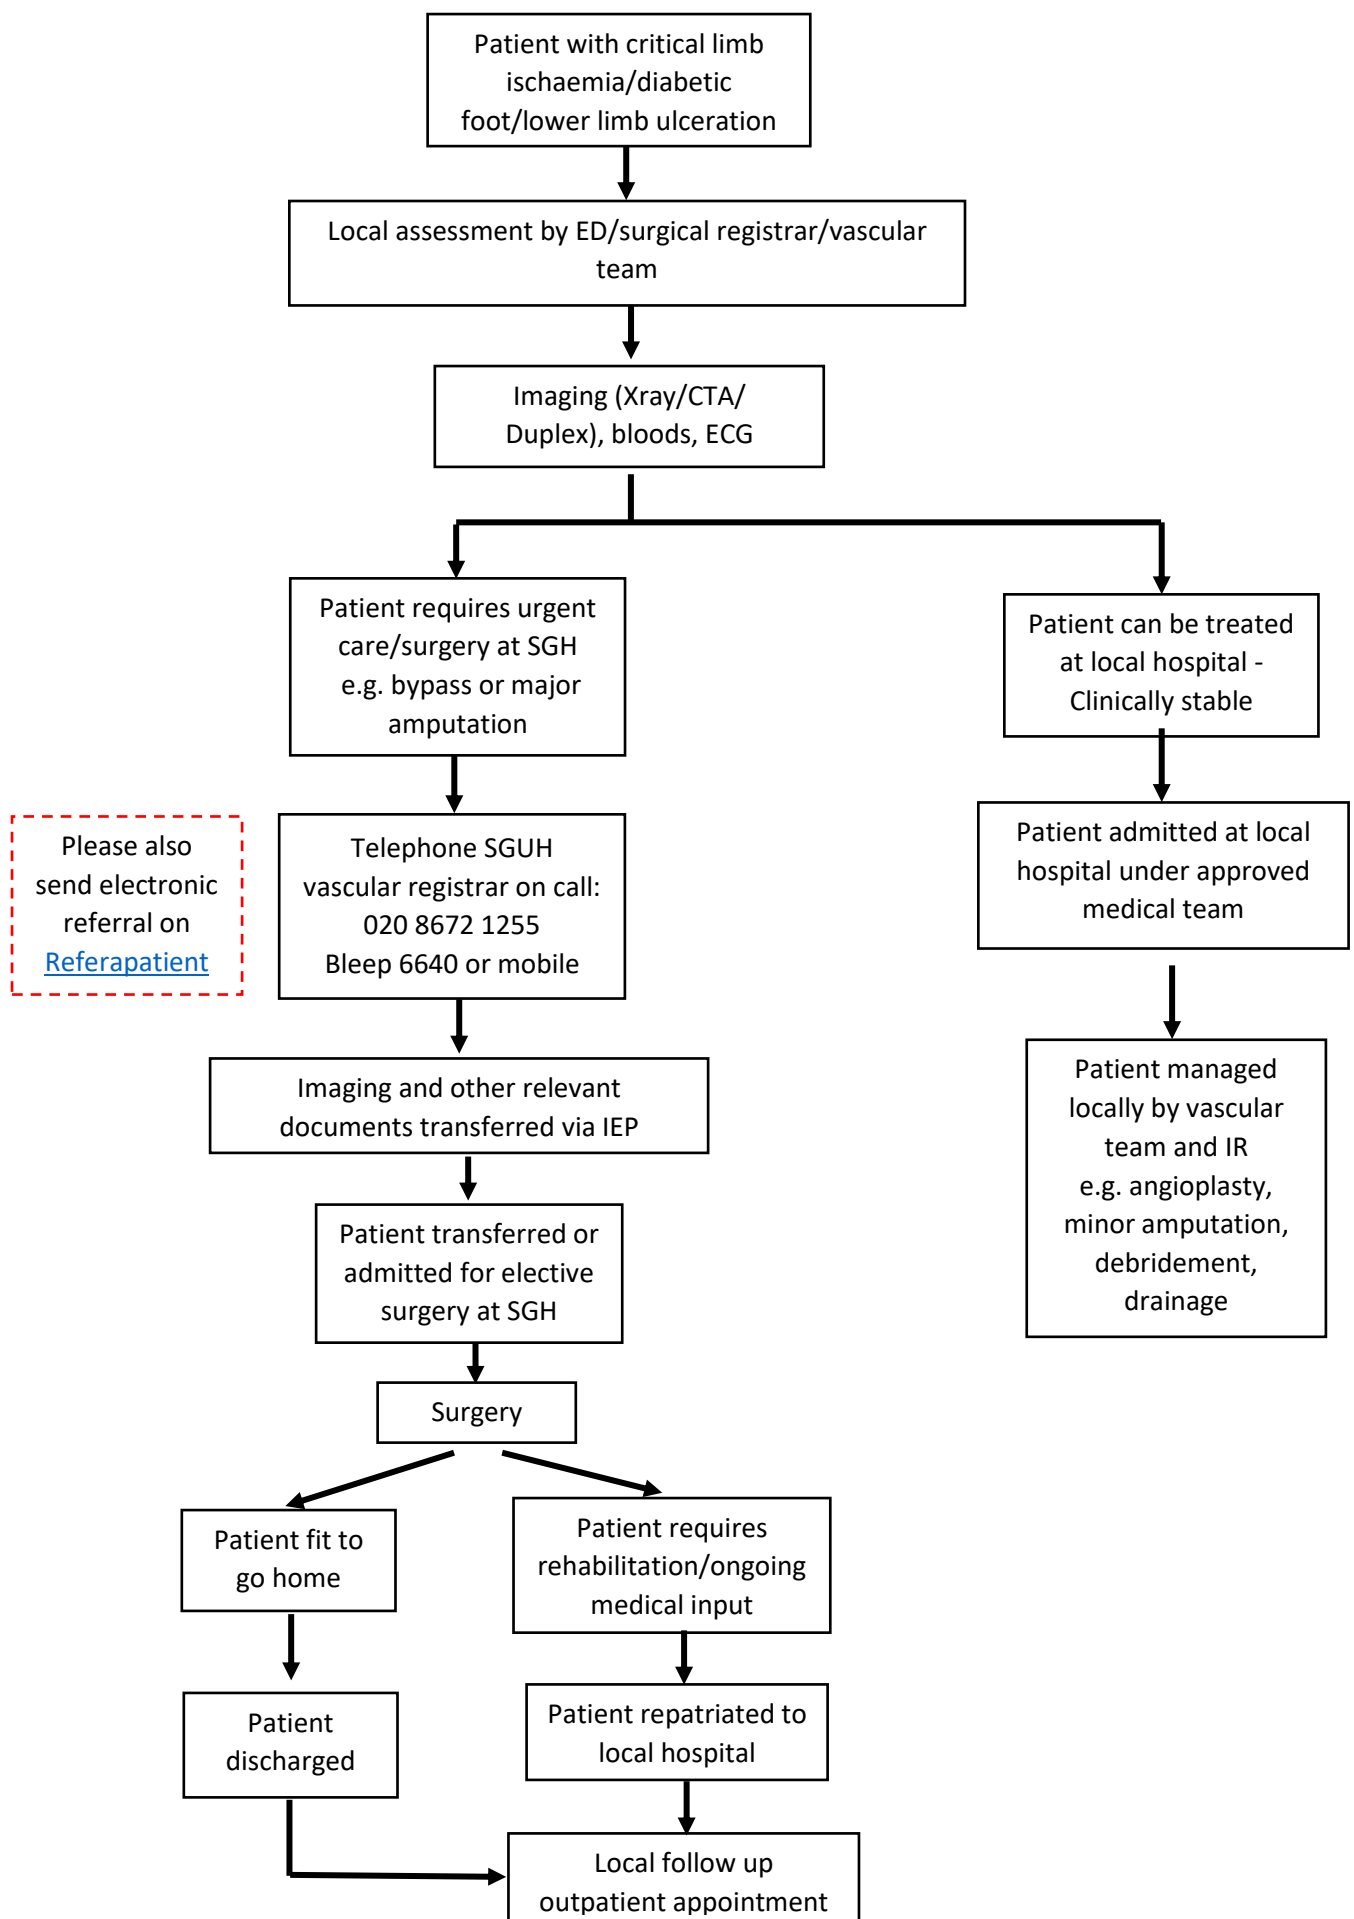 Patient with critical limb
ischaemia/diabetic
foot/lower limb ulceration
Local assessment by ED/surgical registrar/vascular
team
Imaging (Xray/CTA/
Duplex), bloods, ECG
Patient requires urgent
care/surgery at SGH
e.g. bypass or major
amputation
Patient can be treated
at local hospital -
Clinically stable
Please also
send electronic
referral on
Referapatient
Telephone SGUH
vascular registrar on call:
020 8672 1255
Bleep 6640 or mobile
Patient admitted at local
hospital under approved
medical team
Imaging and other relevant
documents transferred via IEP
Patient managed
locally by vascular
team and IR
e.g. angioplasty,
minor amputation,
debridement,
drainage
Patient transferred or
admitted for elective
surgery at SGH
Surgery
Patient fit to
go home
Patient requires
rehabilitation/ongoing
medical input
Patient
discharged
Patient repatriated to
local hospital
Local follow up
outpatient appointment